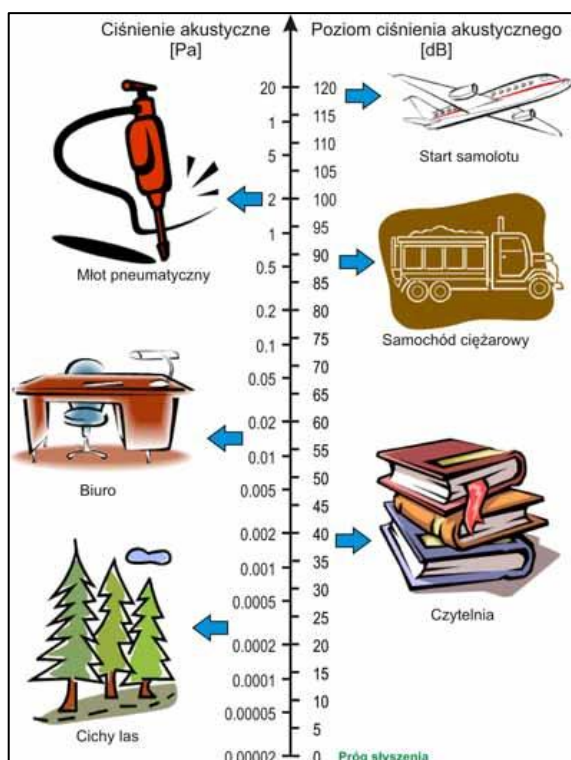 Ciśnienie akustyczne
[Pa]
Poziom ciśnienia akustycznego
[dB]
20 120
1 115
110
5 105
2 100
95
1 90
0.5 85
0.2 80
75
0.1 70
0.05 65
0.02 60
55
0.01 50
0.005 45
0.002 40
35
0.001 30
0.0005 25
0.0002 20
15
0.0001 10
0.00005 5
0.00002 0
Start samolotu
Młot pneumatyczny
Samochód ciężarowy
Biuro
Czytelnia
Cichy las
Próg słyszenia